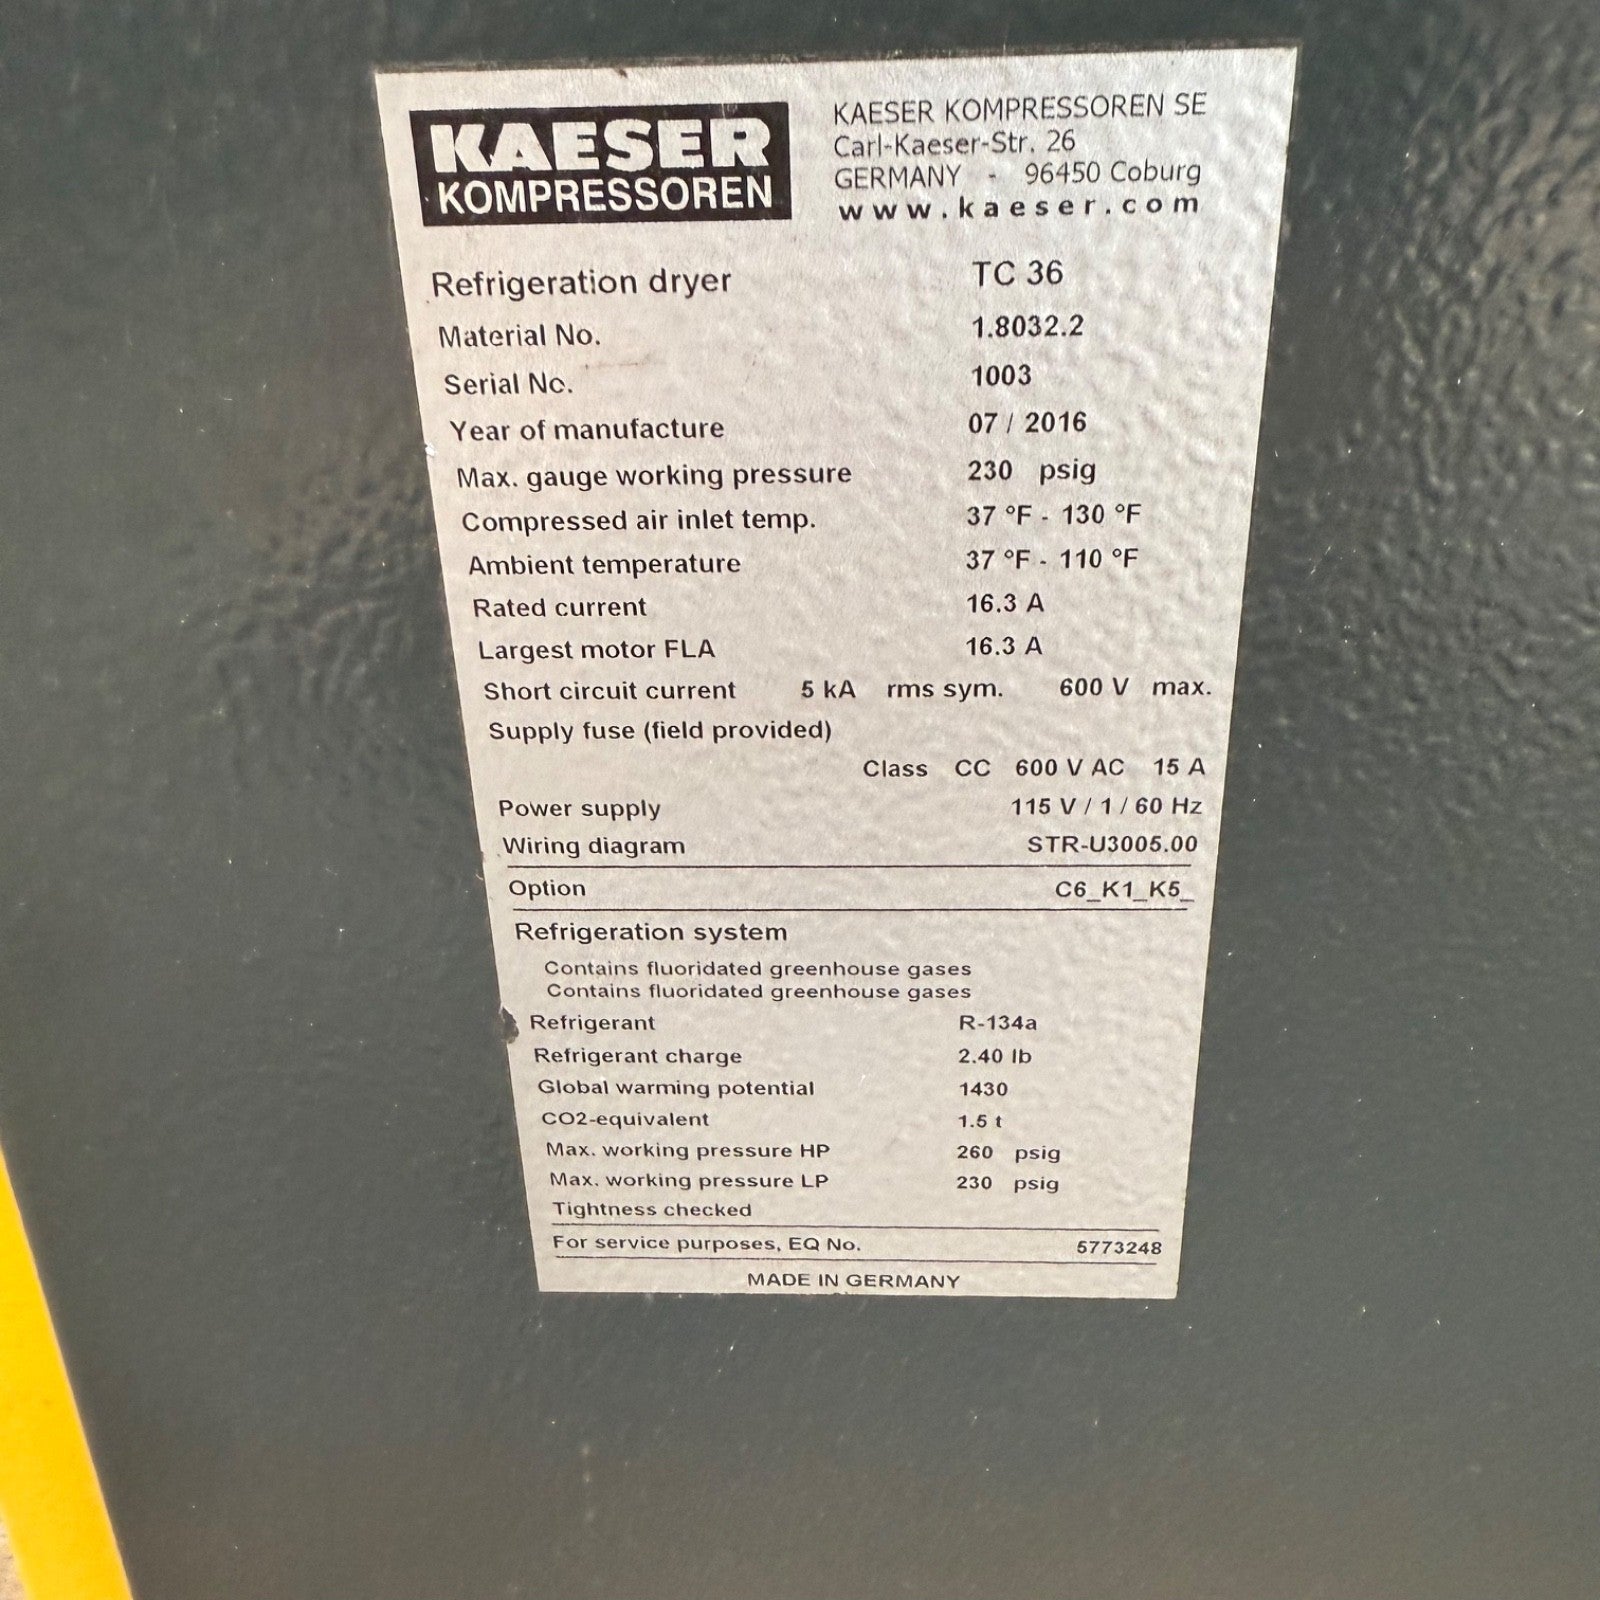 KAESER
KOMPRESSOREN
KAESER KOMPRESSOREN SE
Carl-Kaeser-Str. 26
GERMANY - 96450 Coburg
www.kaeser.com
Refrigeration dryer TC 36
Material No. 1.8032.2
Serial No. 1003
Year of manufacture 07 / 2016
Max. gauge working pressure 230 psig
Compressed air inlet temp. 37 °F - 130 °F
Ambient temperature 37 °F - 110 °F
Rated current 16.3 A
Largest motor FLA 16.3 A
Short circuit current 5 kA rms sym. 600 V max.
Supply fuse (field provided)
Class CC 600 V AC 15 A
Power supply 115 V / 1 / 60 Hz
Wiring diagram STR-U3005.00
Option C6_K1_K5_
Refrigeration system
Contains fluoridated greenhouse gases
Contains fluoridated greenhouse gases
Refrigerant R-134a
Refrigerant charge 2.40 lb
Global warming potential 1430
CO2-equivalent 1.5 t
Max. working pressure HP 260 psig
Max. working pressure LP 230 psig
Tightness checked
For service purposes, EQ No. 5773248
MADE IN GERMANY